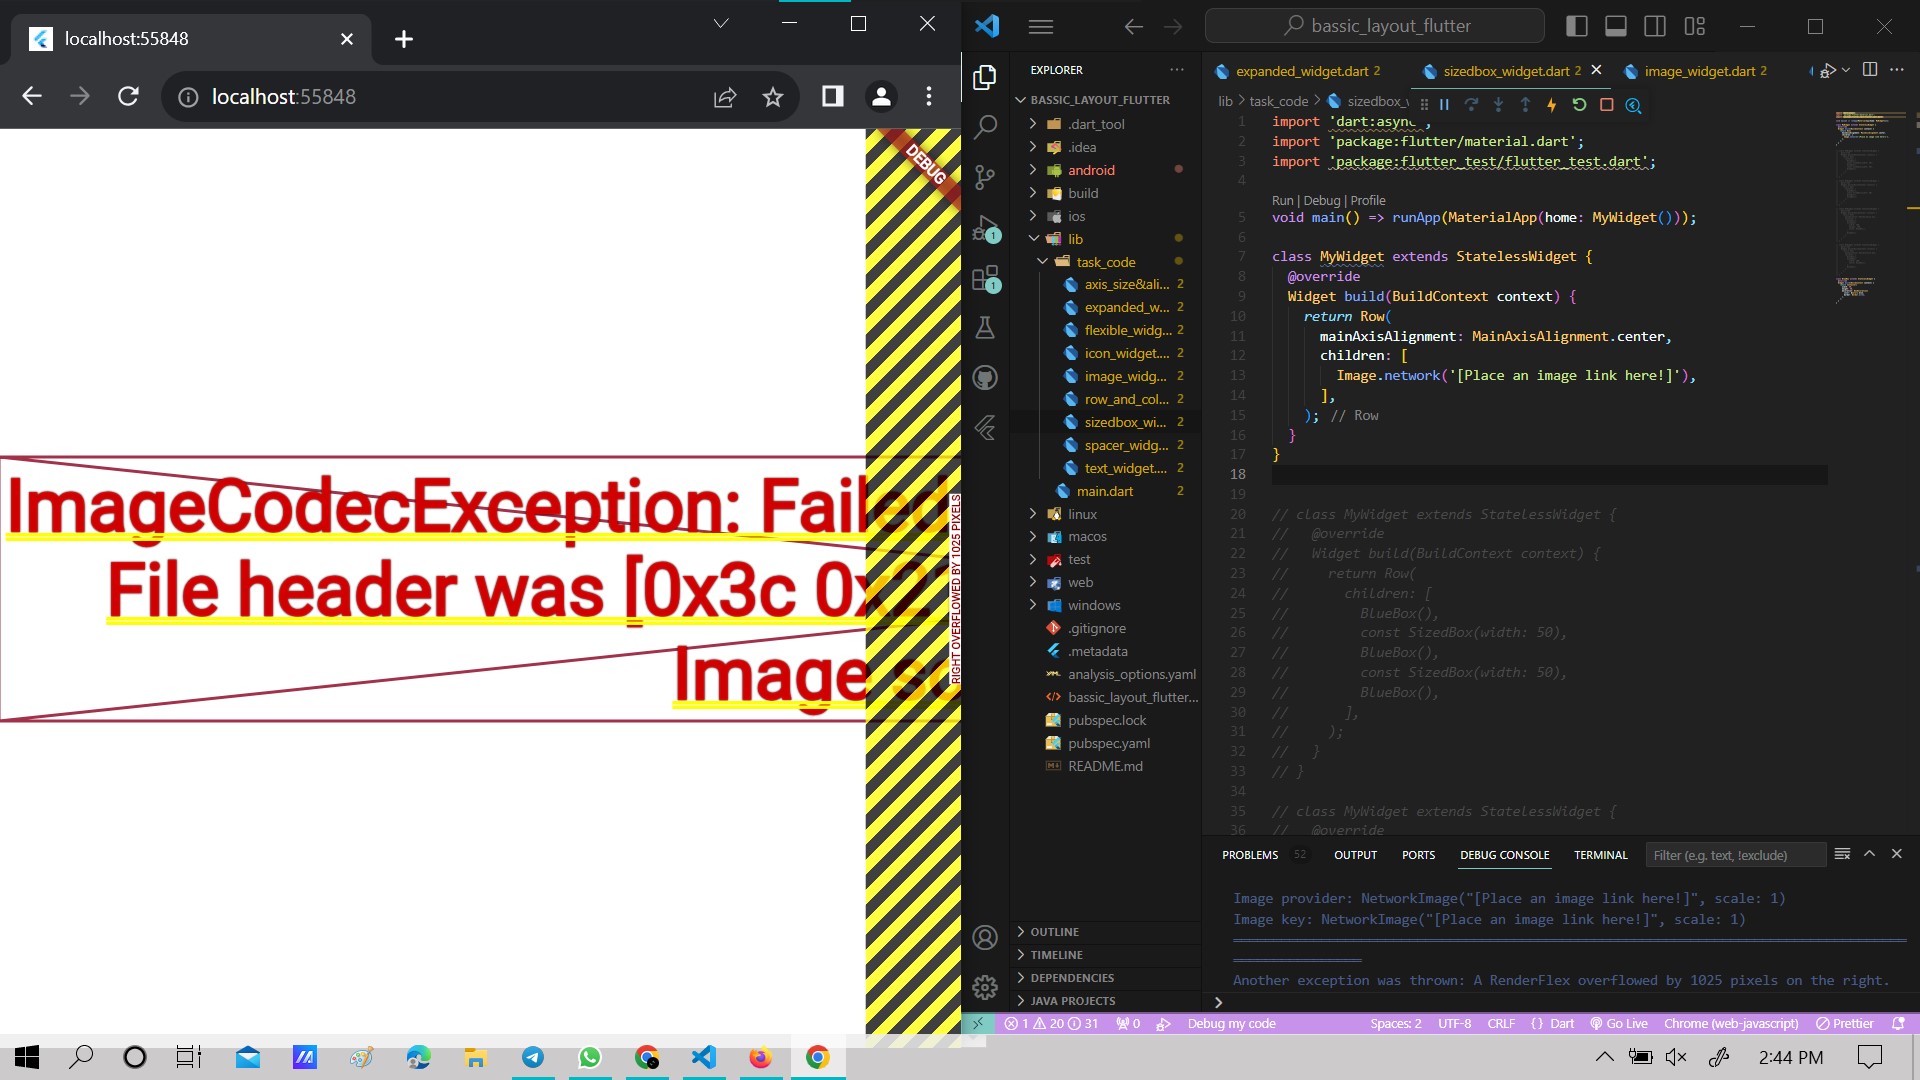 localhost:55848
localhost:55848
DEBUG
ImageCodecException: Failed
File header was [0x3c 0x2
Image sc
RIGHT OVERFLOWED BY 1025 PIXELS
bassic_layout_flutter
EXPLORER
BASSIC_LAYOUT_FLUTTER
.dart_tool
.idea
android
build
ios
lib
task_code
axis_size&ali... 2
expanded_w... 2
flexible_widg... 2
icon_widget.... 2
image_widg... 2
row_and_col... 2
sizedbox_wi... 2
spacer_widg... 2
text_widget.... 2
main.dart 2
linux
macos
test
web
windows
.gitignore
.metadata
analysis_options.yaml
bassic_layout_flutter...
pubspec.lock
pubspec.yaml
README.md
OUTLINE
TIMELINE
DEPENDENCIES
JAVA PROJECTS
1
1
expanded_widget.dart 2 sizedbox_widget.dart 2 image_widget.dart 2
lib > task_code > sizedbox_
1 import 'dart:async';
2 import 'package:flutter/material.dart';
3 import 'package:flutter_test/flutter_test.dart';
4
Run | Debug | Profile
5 void main() => runApp(MaterialApp(home: MyWidget()));
6
7 class MyWidget extends StatelessWidget {
8 @override
9 Widget build(BuildContext context) {
10 return Row(
11 mainAxisAlignment: MainAxisAlignment.center,
12 children: [
13 Image.network('[Place an image link here!]'),
14 ],
15 ); // Row
16 }
17 }
18
19
20 // class MyWidget extends StatelessWidget {
21 // @override
22 // Widget build(BuildContext context) {
23 // return Row(
24 // children: [
25 // BlueBox(),
26 // const SizedBox(width: 50),
27 // BlueBox(),
28 // const SizedBox(width: 50),
29 // BlueBox(),
30 // ],
31 // );
32 // }
33 // }
34
35 // class MyWidget extends StatelessWidget {
36 // @override
PROBLEMS 52 OUTPUT PORTS DEBUG CONSOLE TERMINAL Filter (e.g. text, !exclude)
Image provider: NetworkImage("[Place an image link here!]", scale: 1)
Image key: NetworkImage("[Place an image link here!]", scale: 1)
Another exception was thrown: A RenderFlex overflowed by 1025 pixels on the right.
1 20 31 0 Debug my code Spaces: 2 UTF-8 CRLF {} Dart Go Live Chrome (web-javascript) Prettier
2:44 PM